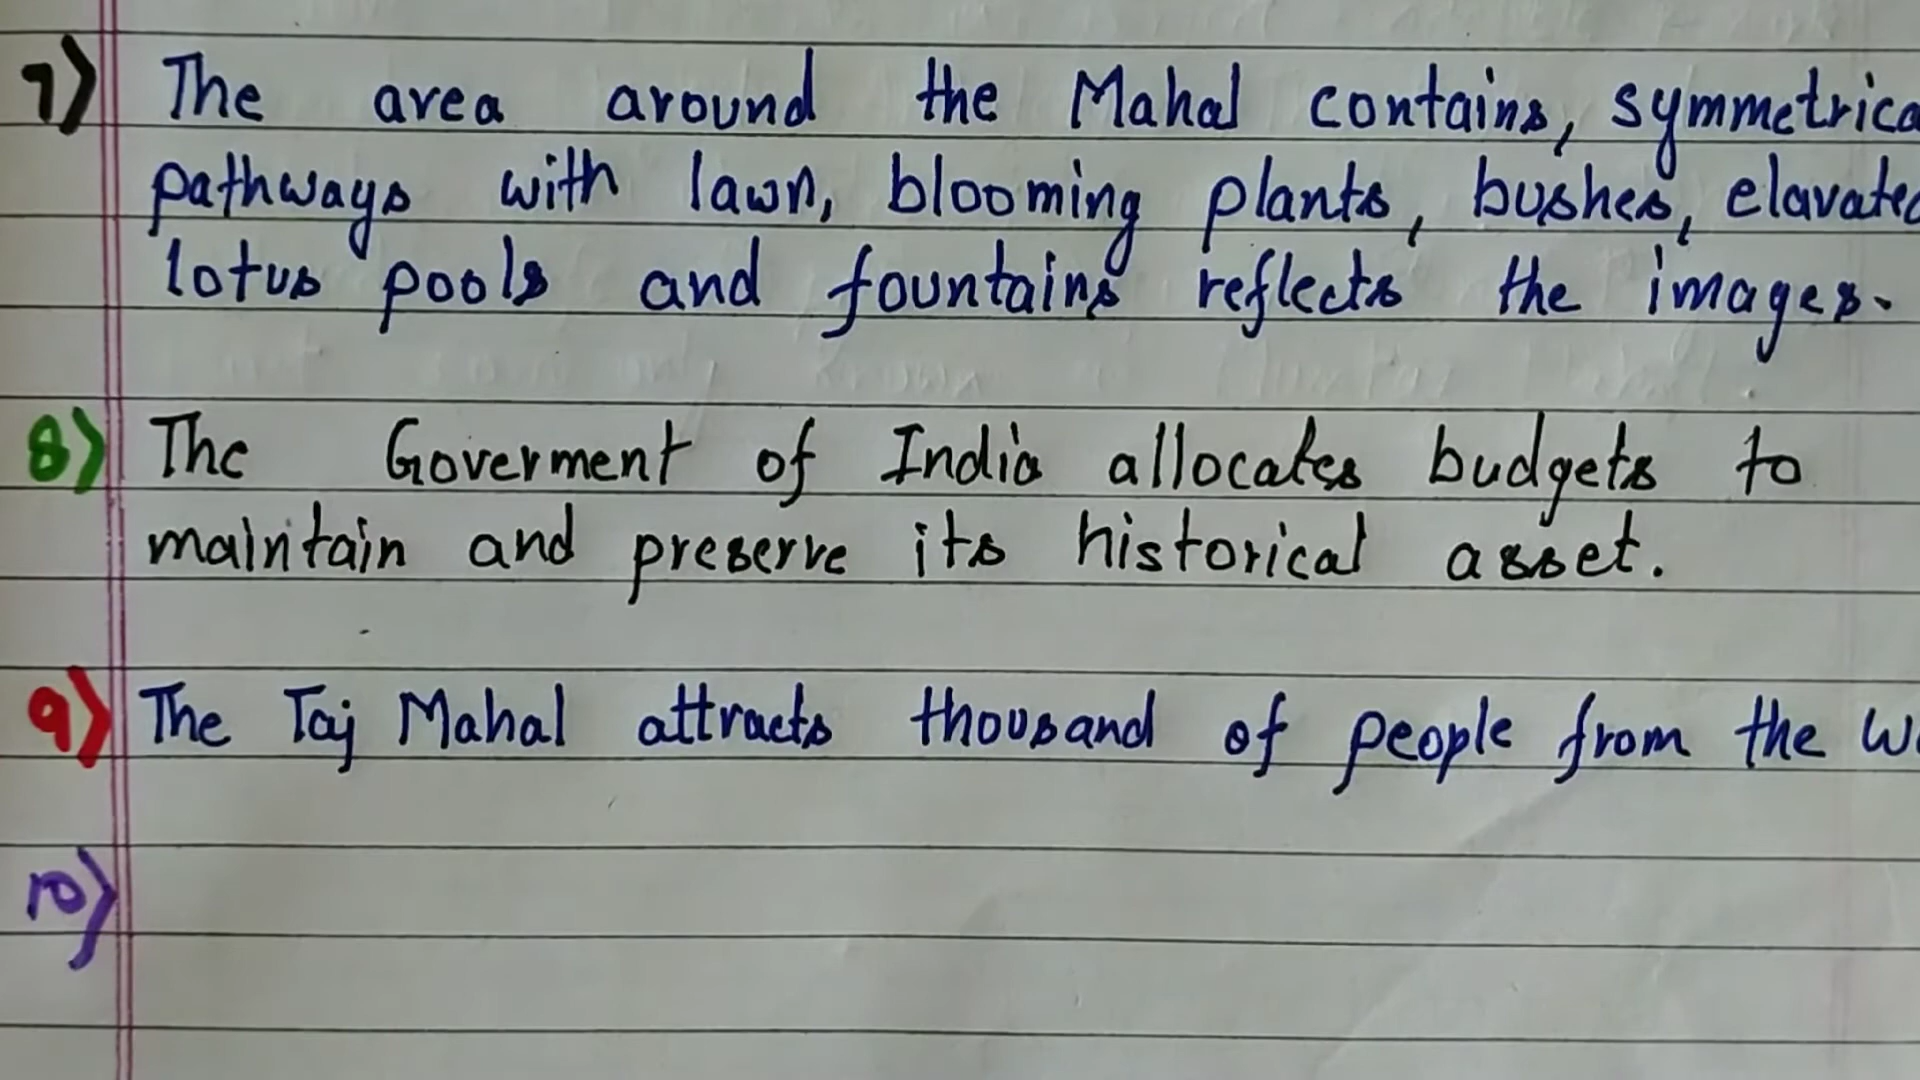 7) The area around the Mahal contains, symmetrica
pathways with lawn, blooming plants, bushes, elavated
lotus pools and fountains reflects the images.
8) The Goverment of India allocates budgets to
maintain and preserve its historical asset.
9) The Taj Mahal attracts thousand of people from the
10)